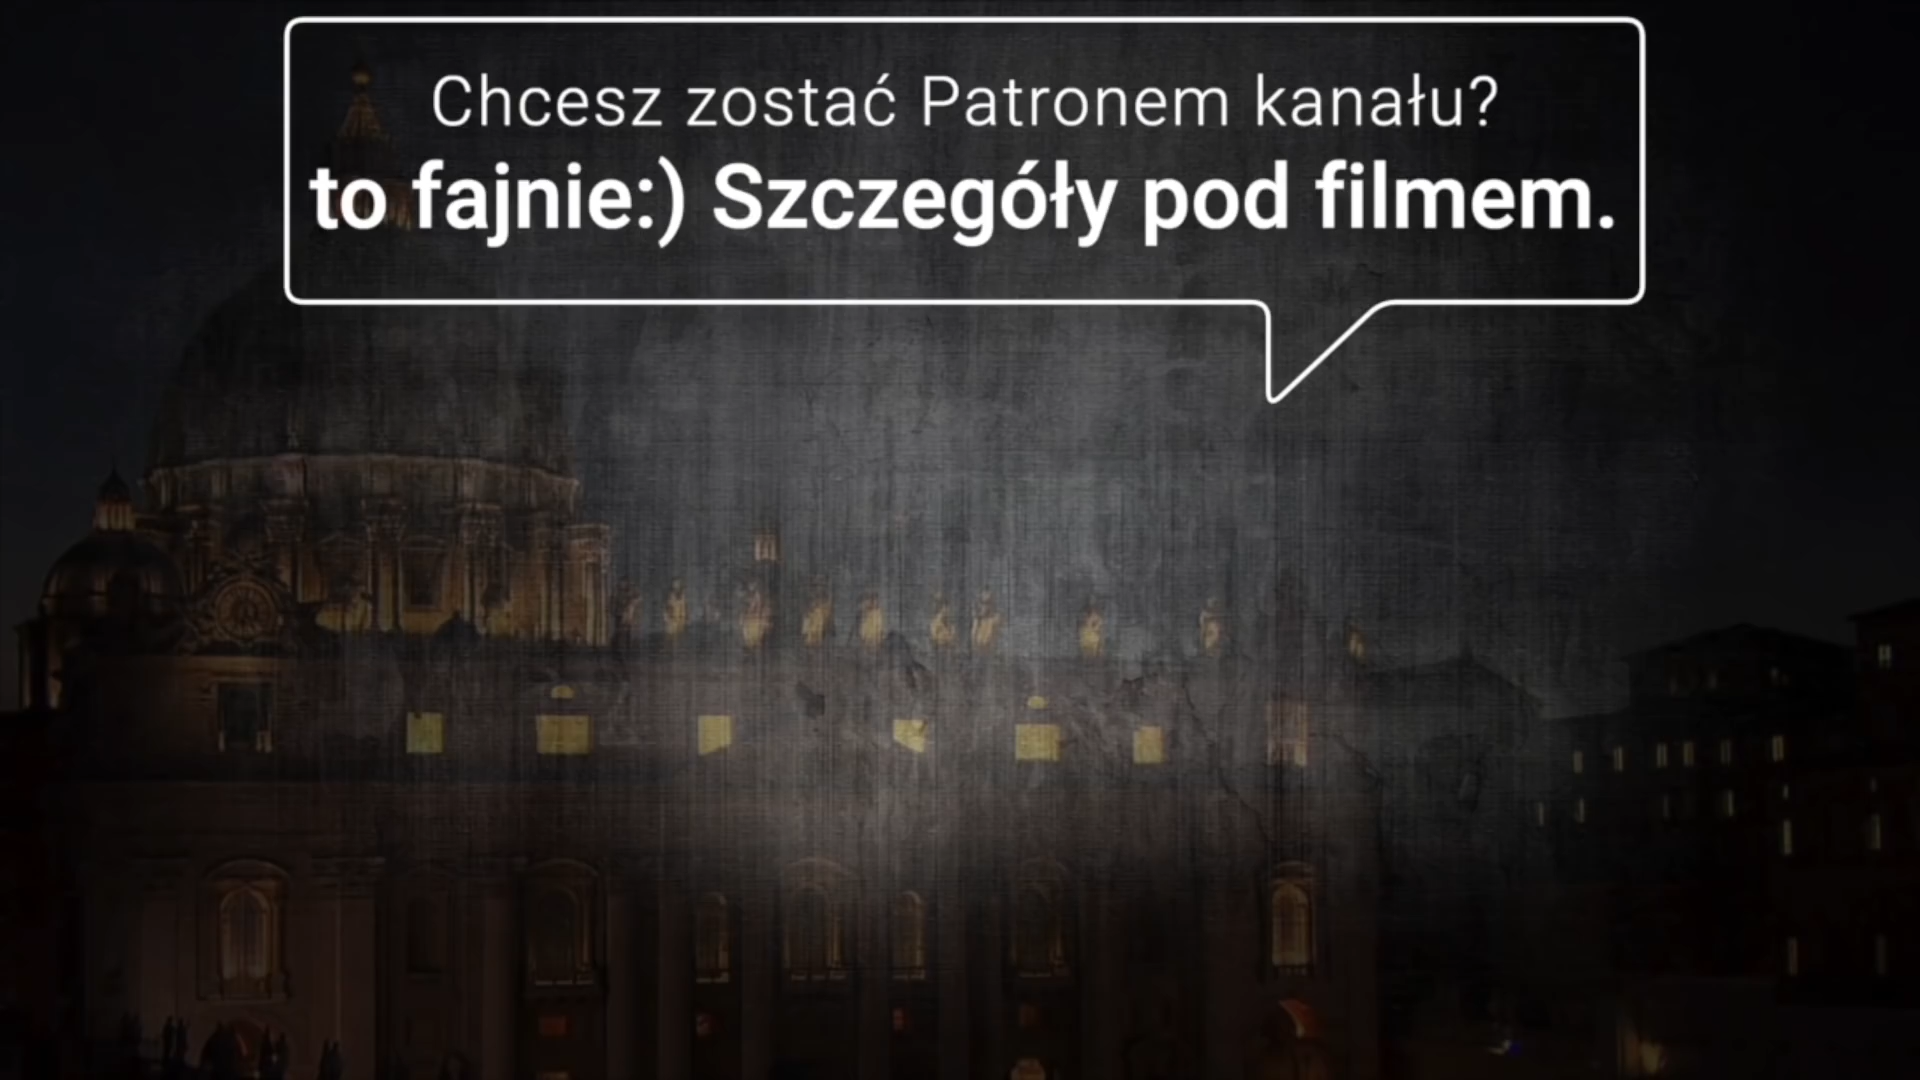 Chcesz zostać Patronem kanału?
to fajnie:) Szczegóły pod filmem.